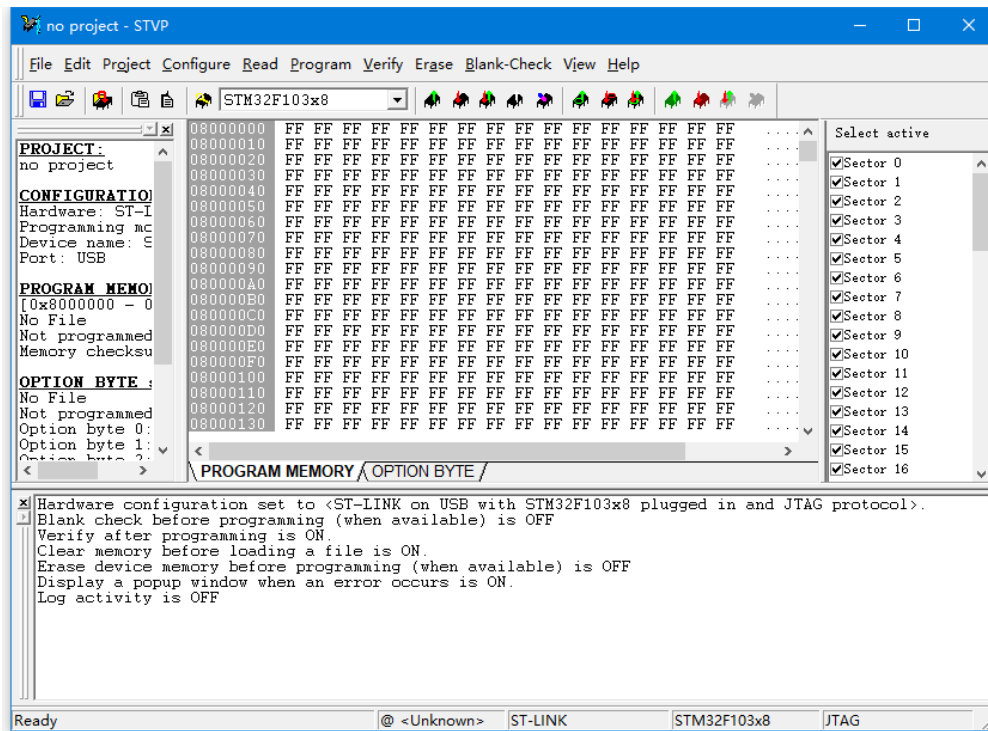 no project - STVP
File Edit Project Configure Read Program Verify Erase Blank-Check View Help
STM32F103x8
PROJECT:
no project
CONFIGURATIO
Hardware: ST-L
Programming mo
Device name: S
Port: USB
PROGRAM MEMO
[0x8000000 - 0
No File
Not programmed
Memory checksu
OPTION BYTE :
No File
Not programmed
Option byte 0:
Option byte 1:
Option byte 2:
08000000 FF FF FF FF FF FF FF FF FF FF FF FF FF FF FF FF ....
08000010 FF FF FF FF FF FF FF FF FF FF FF FF FF FF FF FF ....
08000020 FF FF FF FF FF FF FF FF FF FF FF FF FF FF FF FF ....
08000030 FF FF FF FF FF FF FF FF FF FF FF FF FF FF FF FF ....
08000040 FF FF FF FF FF FF FF FF FF FF FF FF FF FF FF FF ....
08000050 FF FF FF FF FF FF FF FF FF FF FF FF FF FF FF FF ....
08000060 FF FF FF FF FF FF FF FF FF FF FF FF FF FF FF FF ....
08000070 FF FF FF FF FF FF FF FF FF FF FF FF FF FF FF FF ....
08000080 FF FF FF FF FF FF FF FF FF FF FF FF FF FF FF FF ....
08000090 FF FF FF FF FF FF FF FF FF FF FF FF FF FF FF FF ....
080000A0 FF FF FF FF FF FF FF FF FF FF FF FF FF FF FF FF ....
080000B0 FF FF FF FF FF FF FF FF FF FF FF FF FF FF FF FF ....
080000C0 FF FF FF FF FF FF FF FF FF FF FF FF FF FF FF FF ....
080000D0 FF FF FF FF FF FF FF FF FF FF FF FF FF FF FF FF ....
080000E0 FF FF FF FF FF FF FF FF FF FF FF FF FF FF FF FF ....
080000F0 FF FF FF FF FF FF FF FF FF FF FF FF FF FF FF FF ....
08000100 FF FF FF FF FF FF FF FF FF FF FF FF FF FF FF FF ....
08000110 FF FF FF FF FF FF FF FF FF FF FF FF FF FF FF FF ....
08000120 FF FF FF FF FF FF FF FF FF FF FF FF FF FF FF FF ....
08000130 FF FF FF FF FF FF FF FF FF FF FF FF FF FF FF FF ....
PROGRAM MEMORY OPTION BYTE
Select active
Sector 0
Sector 1
Sector 2
Sector 3
Sector 4
Sector 5
Sector 6
Sector 7
Sector 8
Sector 9
Sector 10
Sector 11
Sector 12
Sector 13
Sector 14
Sector 15
Sector 16
Hardware configuration set to <ST-LINK on USB with STM32F103x8 plugged in and JTAG protocol>.
Blank check before programming (when available) is OFF
Verify after programming is ON.
Clear memory before loading a file is ON.
Erase device memory before programming (when available) is OFF
Display a popup window when an error occurs is ON.
Log activity is OFF
Ready @ <Unknown> ST-LINK STM32F103x8 JTAG